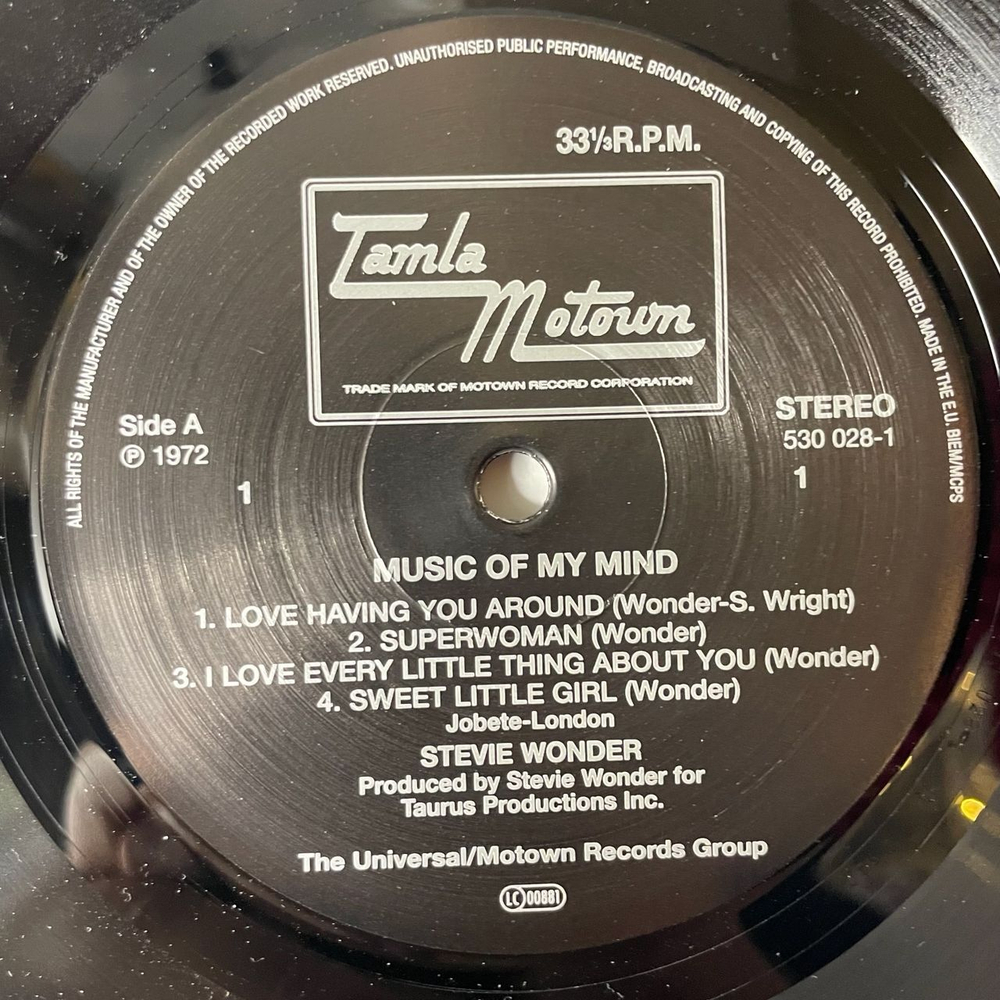 ALL RIGHTS OF THE MANUFACTURER AND OF THE OWNER OF THE RECORDED WORK RESERVED. UNAUTHORISED PUBLIC PERFORMANCE, BROADCASTING AND COPYING OF THIS RECORD PROHIBITED. MADE IN THE E.U. BIEM/MCPS
33⅓R.P.M.
Tamla
Motown
TRADE MARK OF MOTOWN RECORD CORPORATION
Side A
℗ 1972
1
STEREO
530 028-1
1
MUSIC OF MY MIND
1. LOVE HAVING YOU AROUND (Wonder-S. Wright)
2. SUPERWOMAN (Wonder)
3. I LOVE EVERY LITTLE THING ABOUT YOU (Wonder)
4. SWEET LITTLE GIRL (Wonder)
Jobete-London
STEVIE WONDER
Produced by Stevie Wonder for
Taurus Productions Inc.
The Universal/Motown Records Group
LC 00881